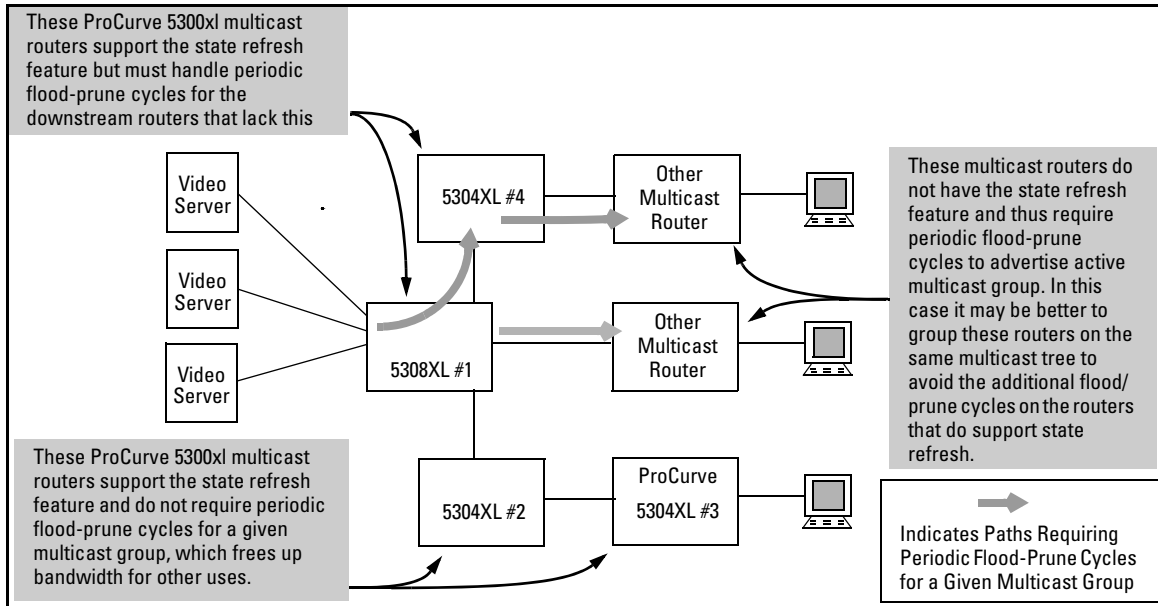 These ProCurve 5300xl multicast
routers support the state refresh
feature but must handle periodic
flood-prune cycles for the
downstream routers that lack this
Video
Server
Video
Server
Video
Server
5304XL #4
Other
Multicast
Router
5308XL #1
Other
Multicast
Router
5304XL #2
ProCurve
5304XL #3
These multicast routers do
not have the state refresh
feature and thus require
periodic flood-prune
cycles to advertise active
multicast group. In this
case it may be better to
group these routers on the
same multicast tree to
avoid the additional flood/
prune cycles on the routers
that do support state
refresh.
These ProCurve 5300xl multicast
routers support the state refresh
feature and do not require periodic
flood-prune cycles for a given
multicast group, which frees up
bandwidth for other uses.
Indicates Paths Requiring
Periodic Flood-Prune Cycles
for a Given Multicast Group